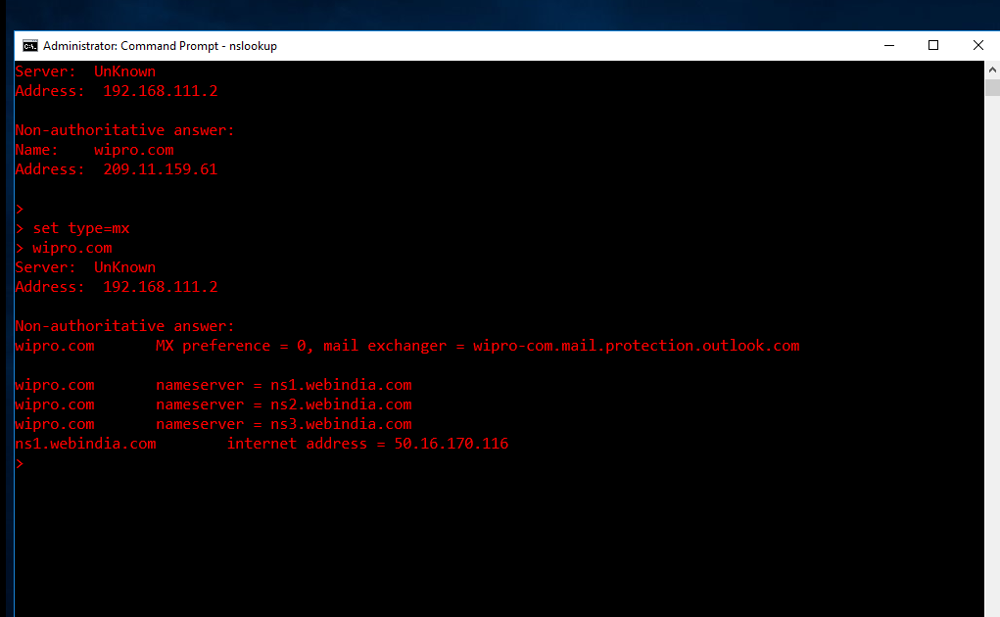 Administrator: Command Prompt - nslookup
Server:  UnKnown
Address:  192.168.111.2
Non-authoritative answer:
Name:    wipro.com
Address:  209.11.159.61
>
> set type=mx
> wipro.com
Server:  UnKnown
Address:  192.168.111.2
Non-authoritative answer:
wipro.com       MX preference = 0, mail exchanger = wipro-com.mail.protection.outlook.com
wipro.com       nameserver = ns1.webindia.com
wipro.com       nameserver = ns2.webindia.com
wipro.com       nameserver = ns3.webindia.com
ns1.webindia.com        internet address = 50.16.170.116
>